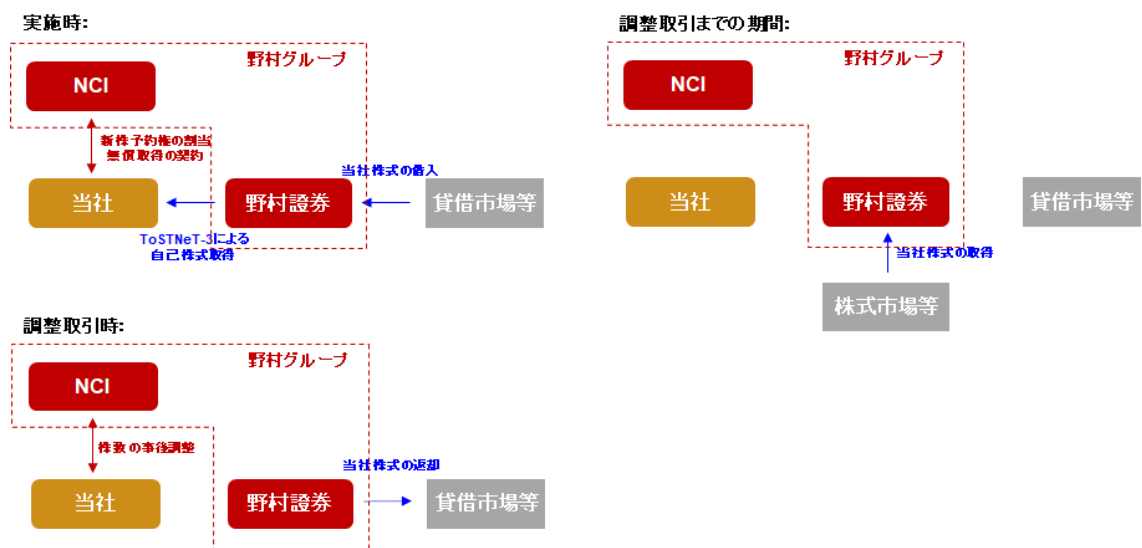 実施時:
野村グループ
NCI
新株予約権の割当
無償取得の契約
当社株式の借入
当社
野村證券
貸借市場等
ToSTNeT-3による
自己株式取得
調整取引までの期間:
野村グループ
NCI
当社
野村證券
貸借市場等
当社株式の取得
株式市場等
調整取引時:
野村グループ
NCI
株数の事後調整
当社株式の返却
当社
野村證券
貸借市場等